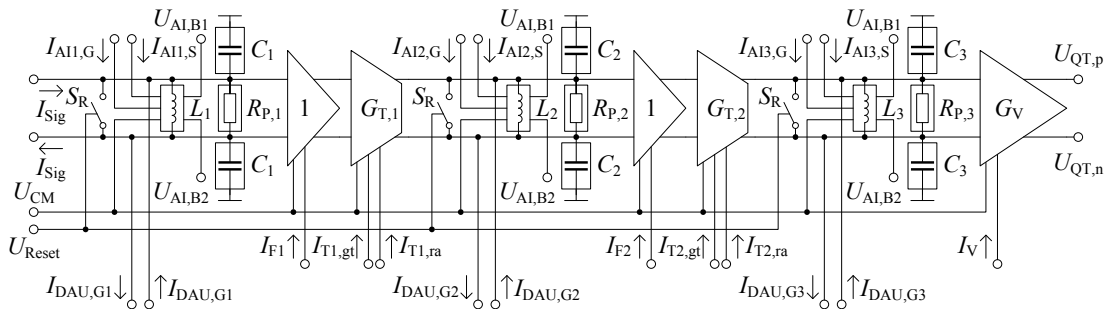 U_AI,B1 U_AI,B1 U_AI,B1
I_AI1,G I_AI1,S C_1 I_AI2,G I_AI2,S C_2 I_AI3,G I_AI3,S C_3
U_QT,p
I_Sig S_R L_1 R_P,1 1 G_T,1 S_R L_2 R_P,2 1 G_T,2 S_R L_3 R_P,3 G_V
I_Sig C_1 C_2 C_3 U_QT,n
U_CM U_AI,B2 U_AI,B2 U_AI,B2
U_Reset I_F1 I_T1,gt I_T1,ra I_F2 I_T2,gt I_T2,ra I_V
I_DAU,G1 I_DAU,G1 I_DAU,G2 I_DAU,G2 I_DAU,G3 I_DAU,G3